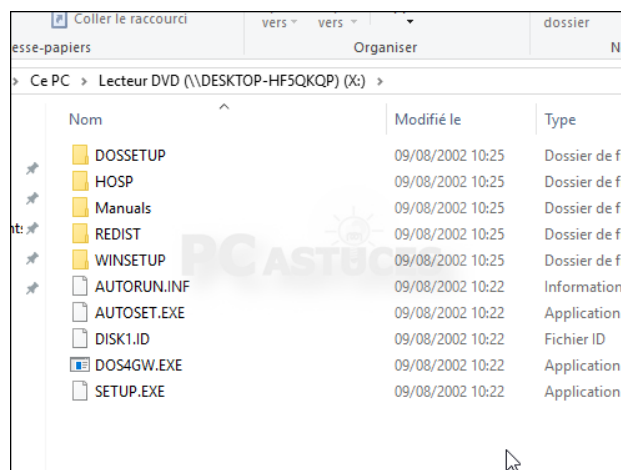 Coller le raccourci
vers vers
dossier
esse-papiers Organiser N
Ce PC > Lecteur DVD (\\DESKTOP-HF5QKQP) (X:) >
Nom Modifié le Type
DOSSETUP 09/08/2002 10:25 Dossier de f
HOSP 09/08/2002 10:25 Dossier de f
Manuals 09/08/2002 10:25 Dossier de f
nts REDIST 09/08/2002 10:25 Dossier de f
WINSETUP 09/08/2002 10:25 Dossier de f
AUTORUN.INF 09/08/2002 10:22 Information
AUTOSET.EXE 09/08/2002 10:22 Application
DISK1.ID 09/08/2002 10:22 Fichier ID
DOS4GW.EXE 09/08/2002 10:22 Application
SETUP.EXE 09/08/2002 10:22 Application
PC ASTUCES